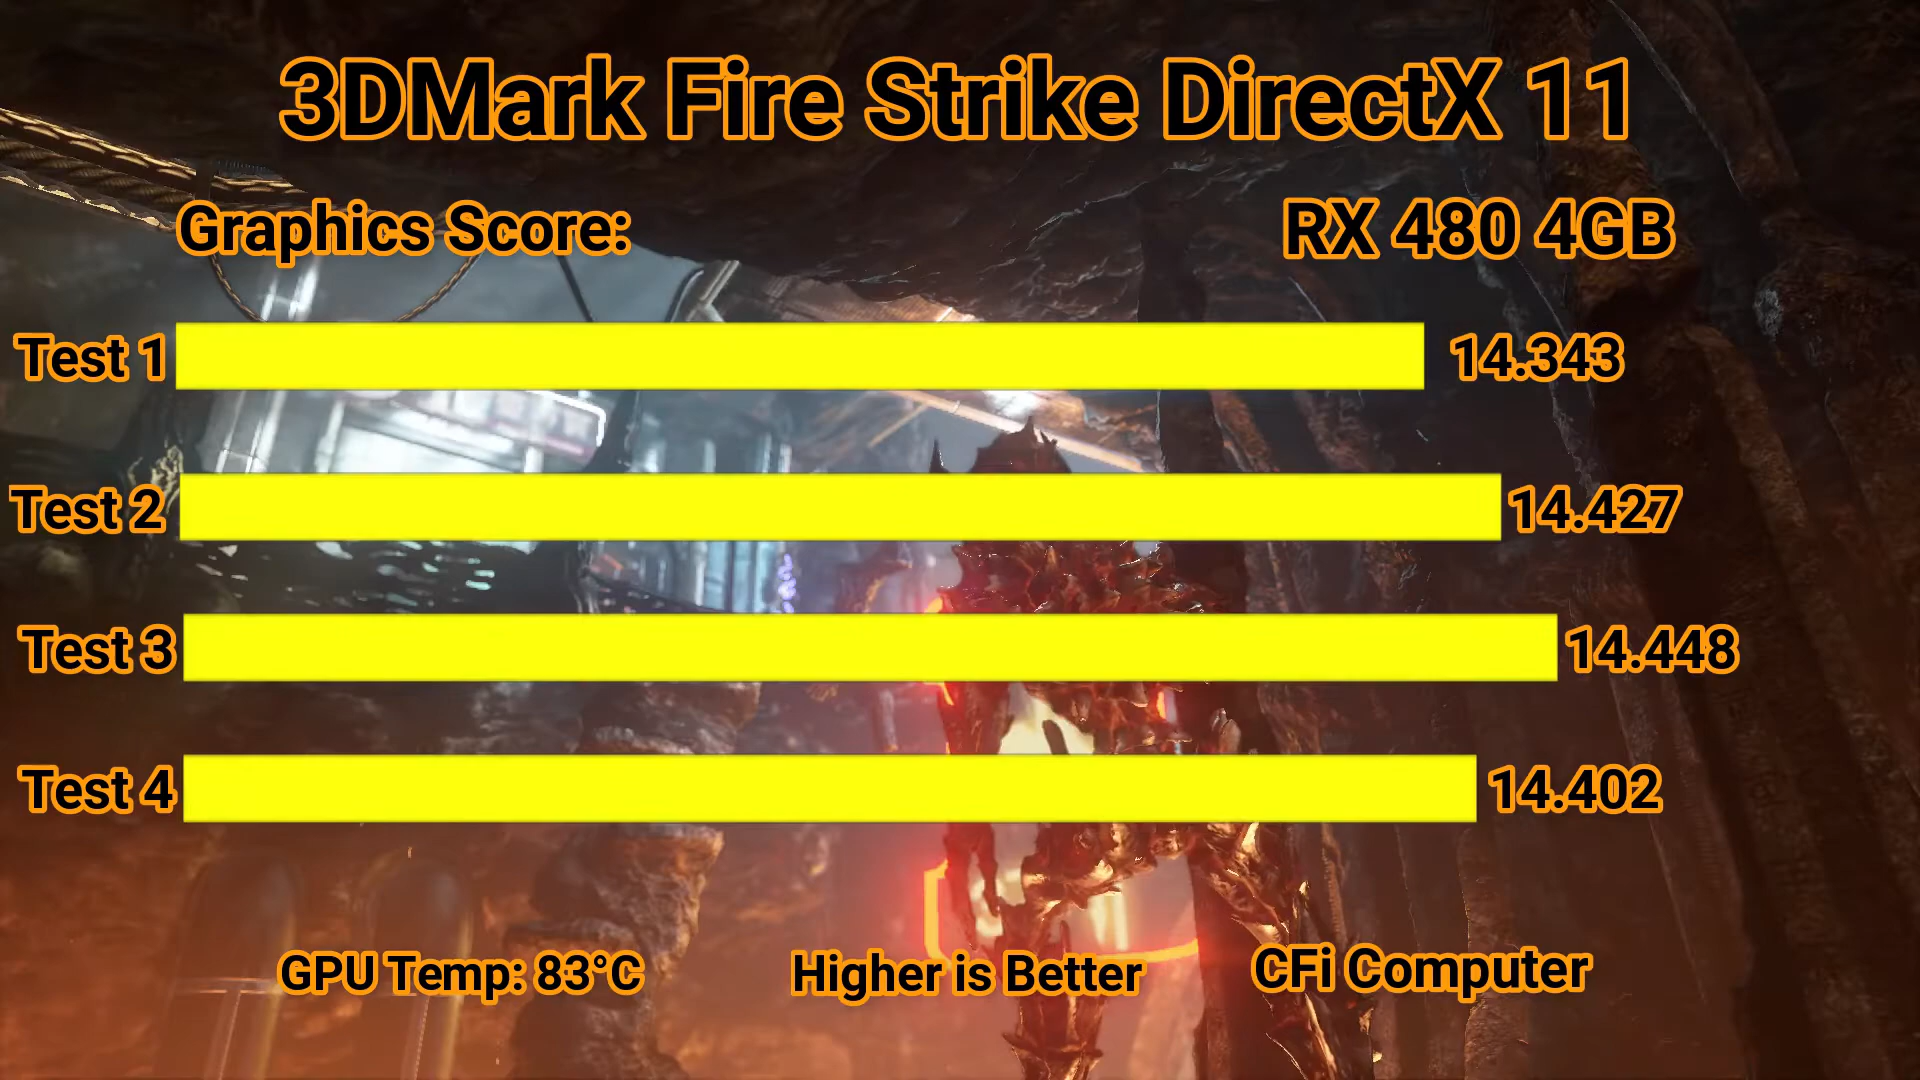 3DMark Fire Strike DirectX 11
Graphics Score: RX 480 4GB
Test 1 14.343
Test 2 14.427
Test 3 14.448
Test 4 14.402
GPU Temp: 83°C Higher is Better CFi Computer